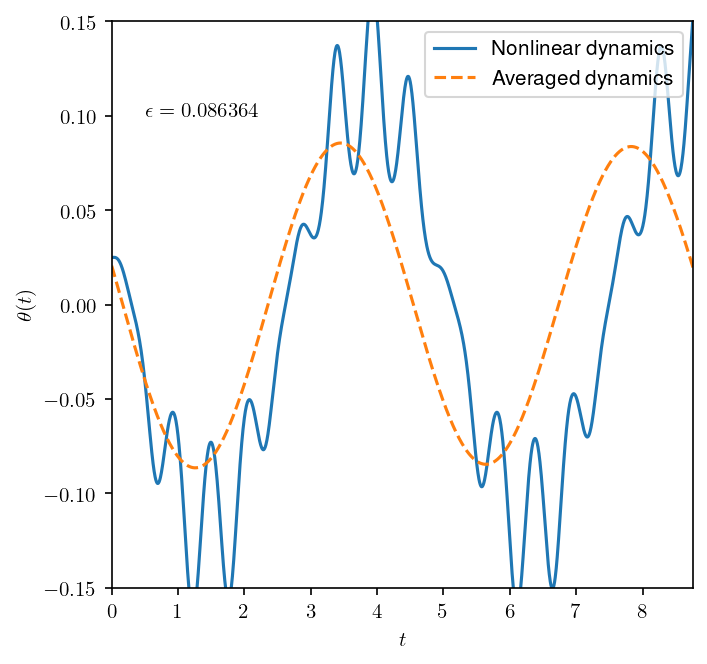 0.15
0.10
0.05
0.00
−0.05
−0.10
−0.15
θ(t)
ϵ = 0.086364
Nonlinear dynamics
Averaged dynamics
0 1 2 3 4 5 6 7 8
t